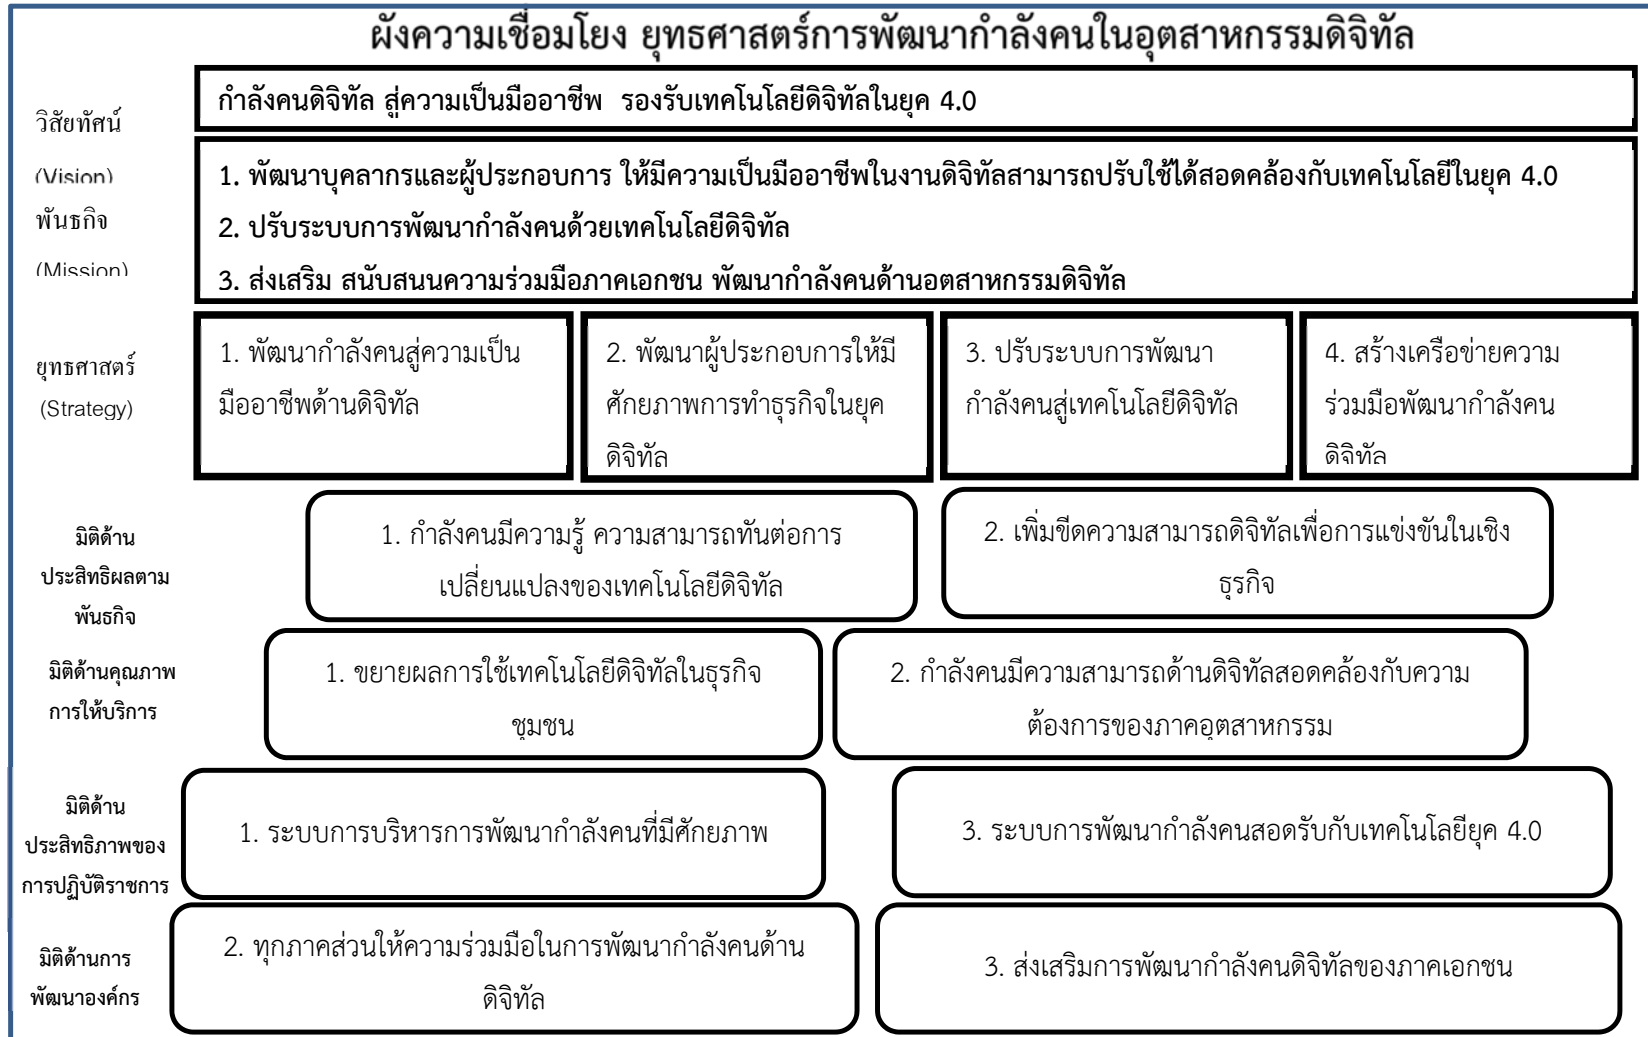 ผังความเชื่อมโยง ยุทธศาสตร์การพัฒนากำลังคนในอุตสาหกรรมดิจิทัล
วิสัยทัศน์
(Vision)
กำลังคนดิจิทัล สู่ความเป็นมืออาชีพ รองรับเทคโนโลยีดิจิทัลในยุค 4.0
พันธกิจ
(Mission)
1. พัฒนาบุคลากรและผู้ประกอบการ ให้มีความเป็นมืออาชีพในงานดิจิทัลสามารถปรับใช้ได้สอดคล้องกับเทคโนโลยีในยุค 4.0
2. ปรับระบบการพัฒนากำลังคนด้วยเทคโนโลยีดิจิทัล
3. ส่งเสริม สนับสนุนความร่วมมือภาคเอกชน พัฒนากำลังคนด้านอุตสาหกรรมดิจิทัล
ยุทธศาสตร์
(Strategy)
1. พัฒนากำลังคนสู่ความเป็น
มืออาชีพด้านดิจิทัล
2. พัฒนาผู้ประกอบการให้มี
ศักยภาพการทำธุรกิจในยุค
ดิจิทัล
3. ปรับระบบการพัฒนา
กำลังคนสู่เทคโนโลยีดิจิทัล
4. สร้างเครือข่ายความ
ร่วมมือพัฒนากำลังคน
ดิจิทัล
มิติด้าน
ประสิทธิผลตาม
พันธกิจ
1. กำลังคนมีความรู้ ความสามารถทันต่อการ
เปลี่ยนแปลงของเทคโนโลยีดิจิทัล
2. เพิ่มขีดความสามารถดิจิทัลเพื่อการแข่งขันในเชิง
ธุรกิจ
มิติด้านคุณภาพ
การให้บริการ
1. ขยายผลการใช้เทคโนโลยีดิจิทัลในธุรกิจ
ชุมชน
2. กำลังคนมีความสามารถด้านดิจิทัลสอดคล้องกับความ
ต้องการของภาคอุตสาหกรรม
มิติด้าน
ประสิทธิภาพของ
การปฏิบัติราชการ
1. ระบบการบริหารการพัฒนากำลังคนที่มีศักยภาพ
3. ระบบการพัฒนากำลังคนสอดรับกับเทคโนโลยียุค 4.0
มิติด้านการ
พัฒนาองค์กร
2. ทุกภาคส่วนให้ความร่วมมือในการพัฒนากำลังคนด้าน
ดิจิทัล
3. ส่งเสริมการพัฒนากำลังคนดิจิทัลของภาคเอกชน